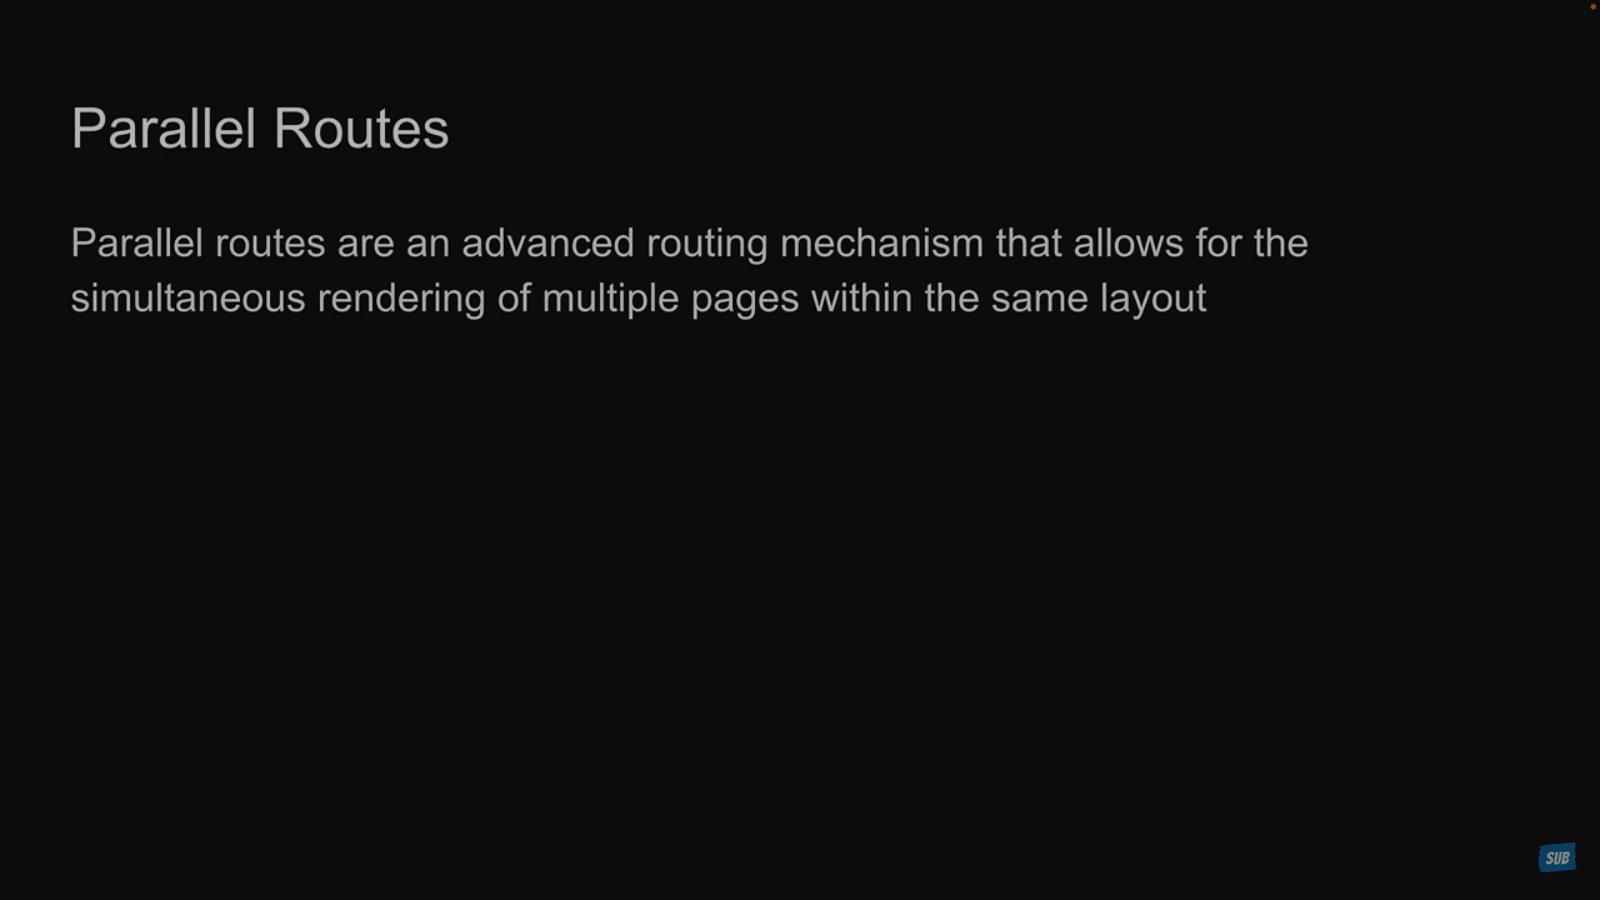 Parallel Routes
Parallel routes are an advanced routing mechanism that allows for the
simultaneous rendering of multiple pages within the same layout
SUB